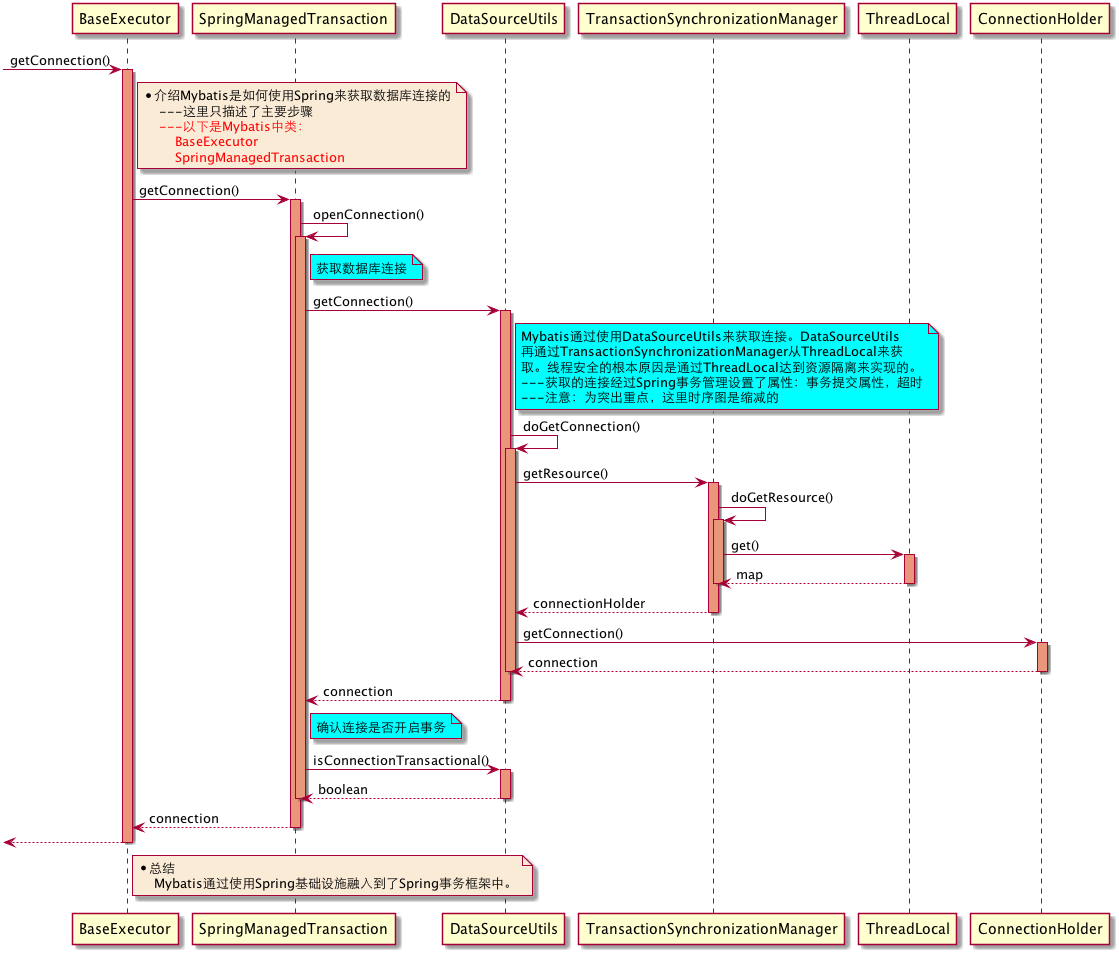 BaseExecutor
SpringManagedTransaction
DataSourceUtils
TransactionSynchronizationManager
ThreadLocal
ConnectionHolder
getConnection()
•介绍Mybatis是如何使用Spring来获取数据库连接的
---这里只描述了主要步骤
---以下是Mybatis中类：
BaseExecutor
SpringManagedTransaction
getConnection()
openConnection()
获取数据库连接
getConnection()
Mybatis通过使用DataSourceUtils来获取连接。DataSourceUtils
再通过TransactionSynchronizationManager从ThreadLocal来获
取。线程安全的根本原因是通过ThreadLocal达到资源隔离来实现的。
---获取的连接经过Spring事务管理设置了属性：事务提交属性，超时
---注意：为突出重点，这里时序图是缩减的
doGetConnection()
getResource()
doGetResource()
get()
map
connectionHolder
getConnection()
connection
connection
确认连接是否开启事务
isConnectionTransactional()
boolean
connection
•总结
Mybatis通过使用Spring基础设施融入到了Spring事务框架中。
BaseExecutor
SpringManagedTransaction
DataSourceUtils
TransactionSynchronizationManager
ThreadLocal
ConnectionHolder